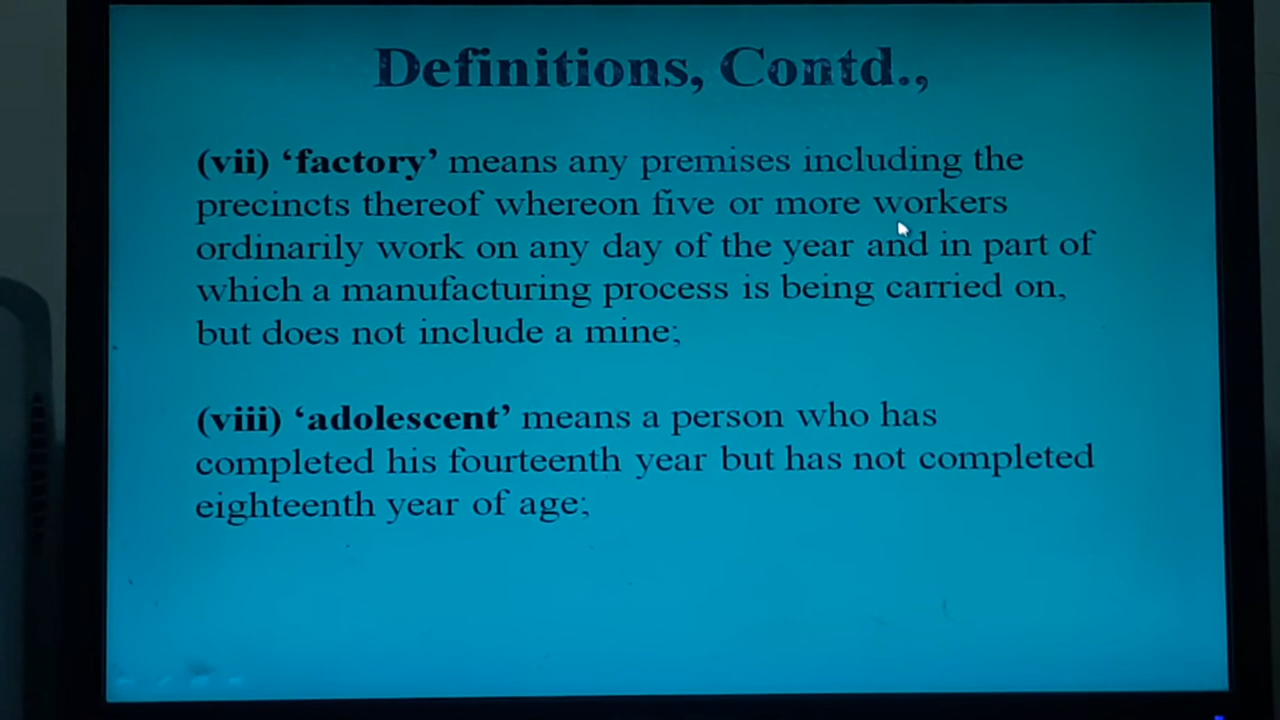 Definitions, Contd.,
(vii) ‘factory’ means any premises including the
precincts thereof whereon five or more workers
ordinarily work on any day of the year and in part of
which a manufacturing process is being carried on,
but does not include a mine;
(viii) ‘adolescent’ means a person who has
completed his fourteenth year but has not completed
eighteenth year of age;